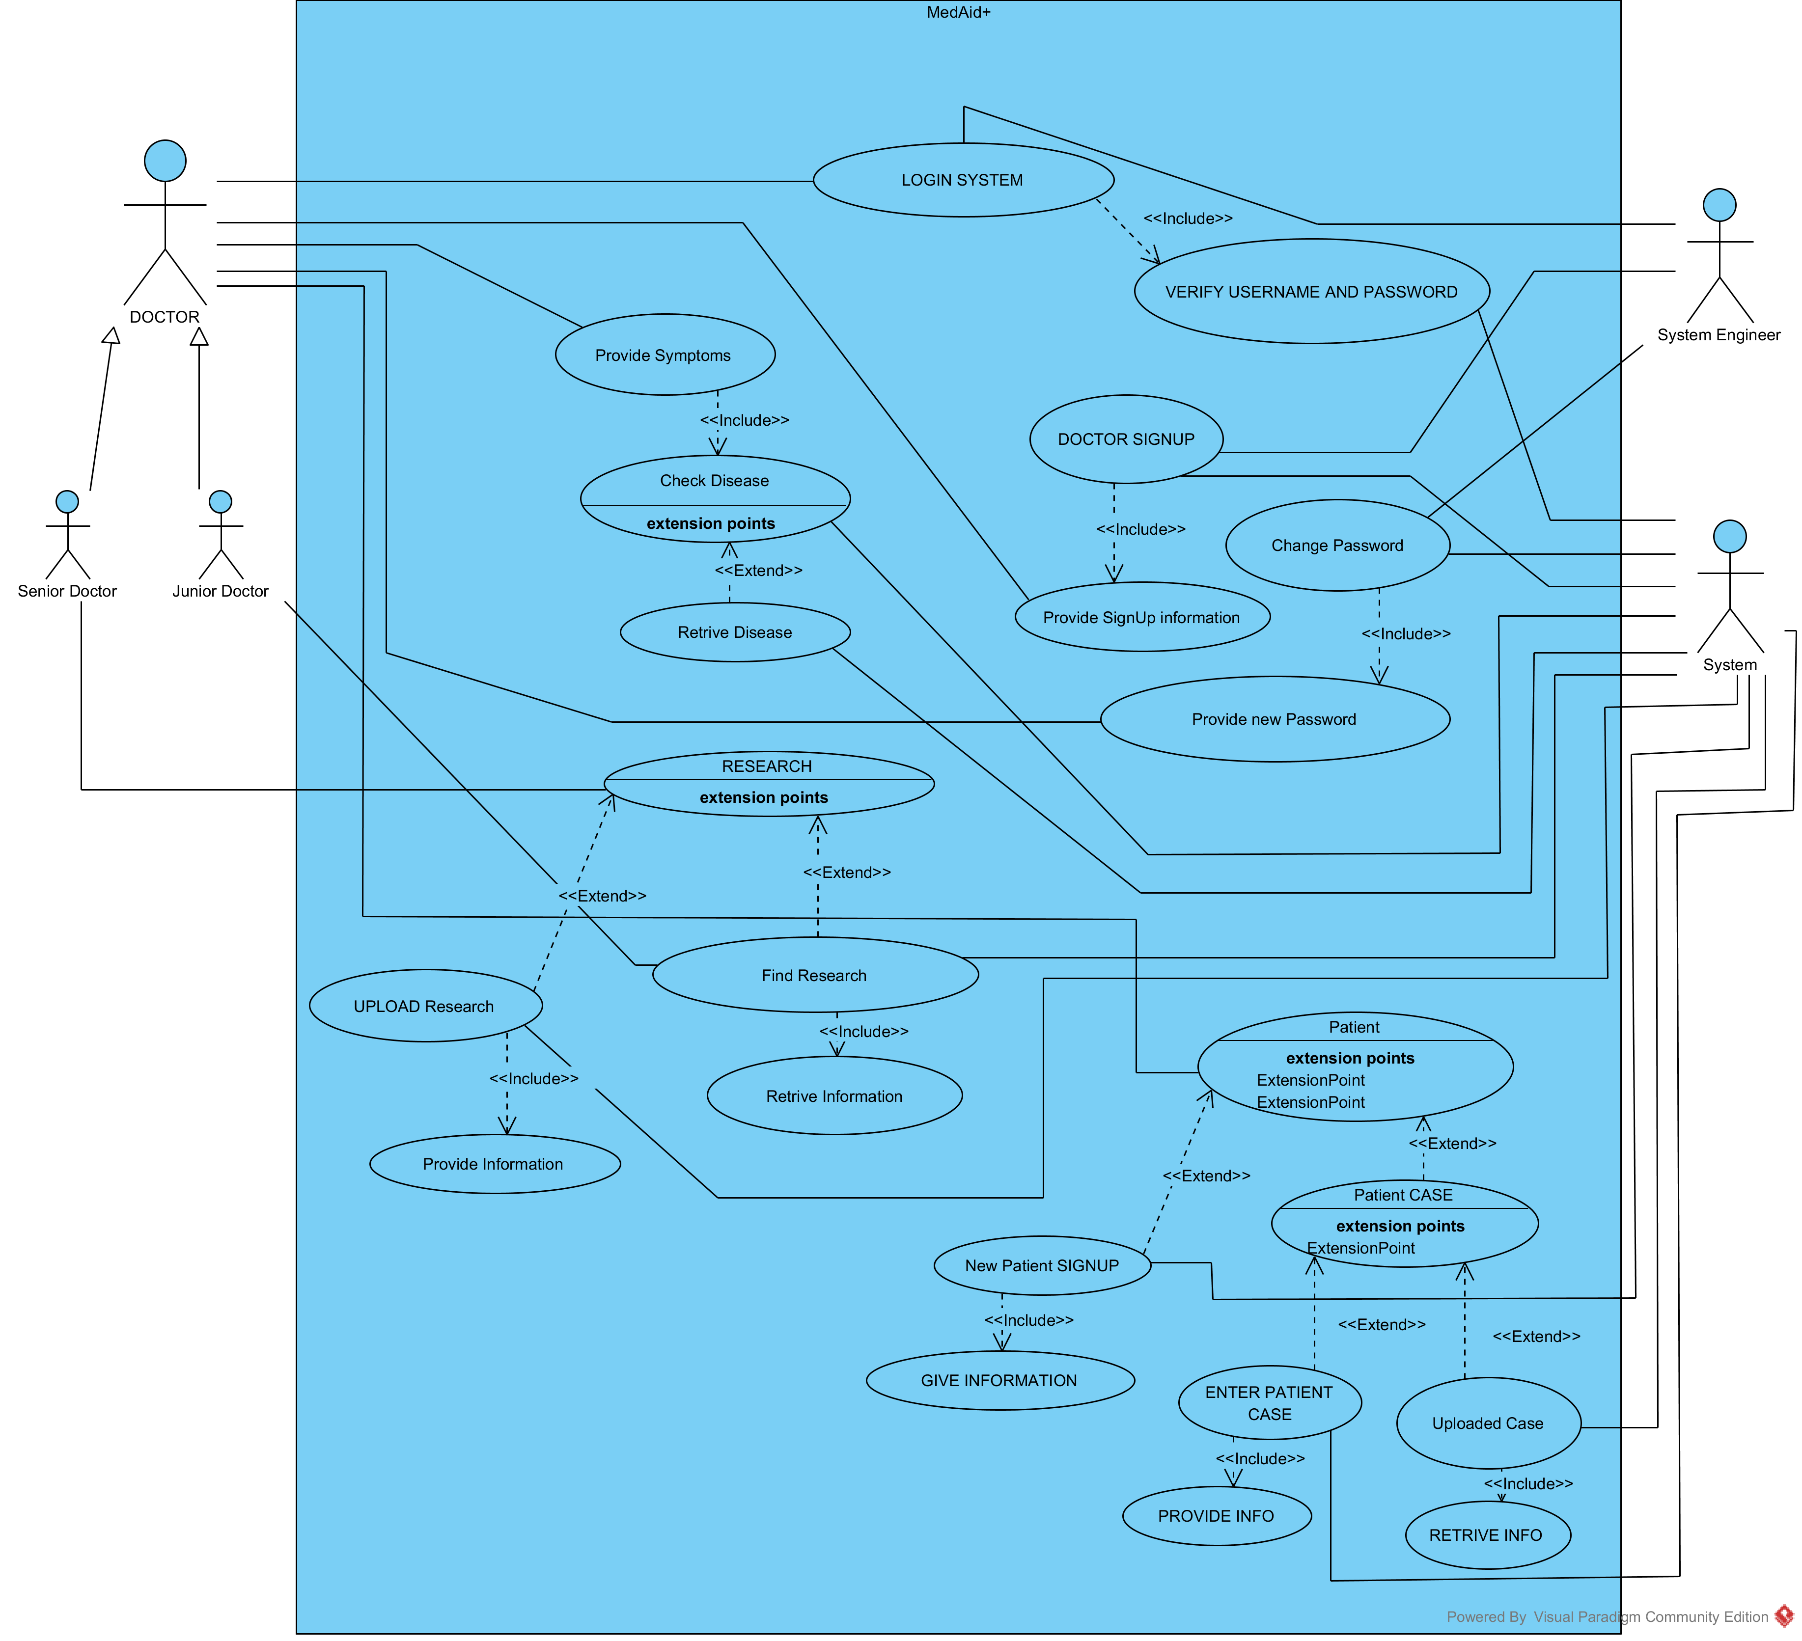 MedAid+
LOGIN SYSTEM
<<Include>>
VERIFY USERNAME AND PASSWORD
DOCTOR
System Engineer
Provide Symptoms
<<Include>>
DOCTOR SIGNUP
Check Disease
extension points
<<Include>>
Change Password
<<Extend>>
Senior Doctor
Junior Doctor
Retrive Disease
Provide SignUp information
<<Include>>
System
Provide new Password
RESEARCH
extension points
<<Extend>>
<<Extend>>
Find Research
UPLOAD Research
<<Include>>
Patient
extension points
ExtensionPoint
ExtensionPoint
<<Include>>
Retrive Information
<<Extend>>
Provide Information
<<Extend>>
Patient CASE
extension points
ExtensionPoint
New Patient SIGNUP
<<Include>>
<<Extend>>
<<Extend>>
GIVE INFORMATION
ENTER PATIENT
CASE
Uploaded Case
<<Include>>
<<Include>>
PROVIDE INFO
RETRIVE INFO
Powered By Visual Paradigm Community Edition